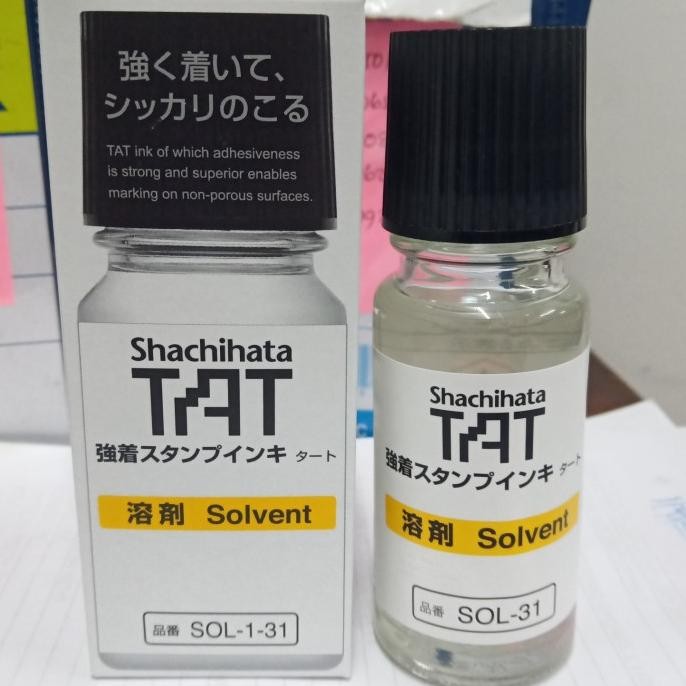 強く着いて、
シッカリのこる
TAT ink of which adhesiveness
is strong and superior enables
marking on non-porous surfaces.
Shachihata
TAT
強着スタンプインキ タート
溶剤 Solvent
品番 SOL-1-31
Shachihata
TAT
強着スタンプインキ タート
溶剤 Solvent
品番 SOL-31